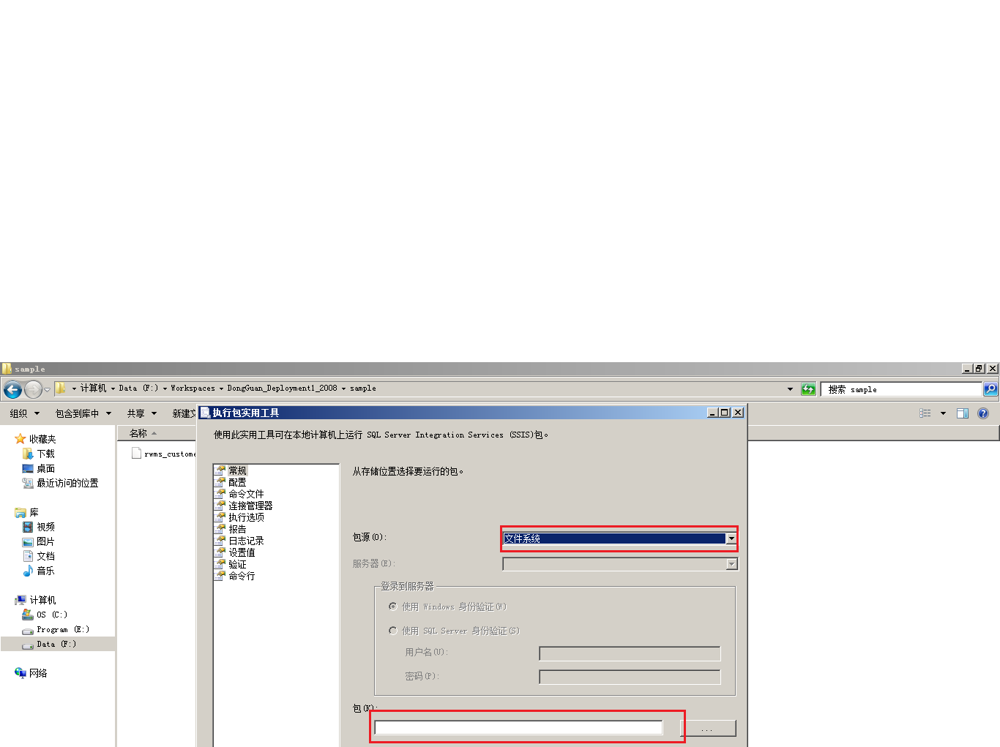 sample
计算机 Data (F:) Workspaces DongGuan_Deployment1_2008 sample
搜索 sample
组织 包含到库中 共享 新建文
执行包实用工具
使用此实用工具可在本地计算机上运行 SQL Server Integration Services (SSIS)包。
收藏夹
下载
桌面
最近访问的位置
库
视频
图片
文档
音乐
计算机
OS (C:)
Program (E:)
Data (F:)
网络
名称
rwms_custome
常规
配置
命令文件
连接管理器
执行选项
报告
日志记录
设置值
验证
命令行
从存储位置选择要运行的包。
包源(O):
文件系统
服务器(E):
登录到服务器
使用 Windows 身份验证(W)
使用 SQL Server 身份验证(S)
用户名(U):
密码(P):
包(K):
...